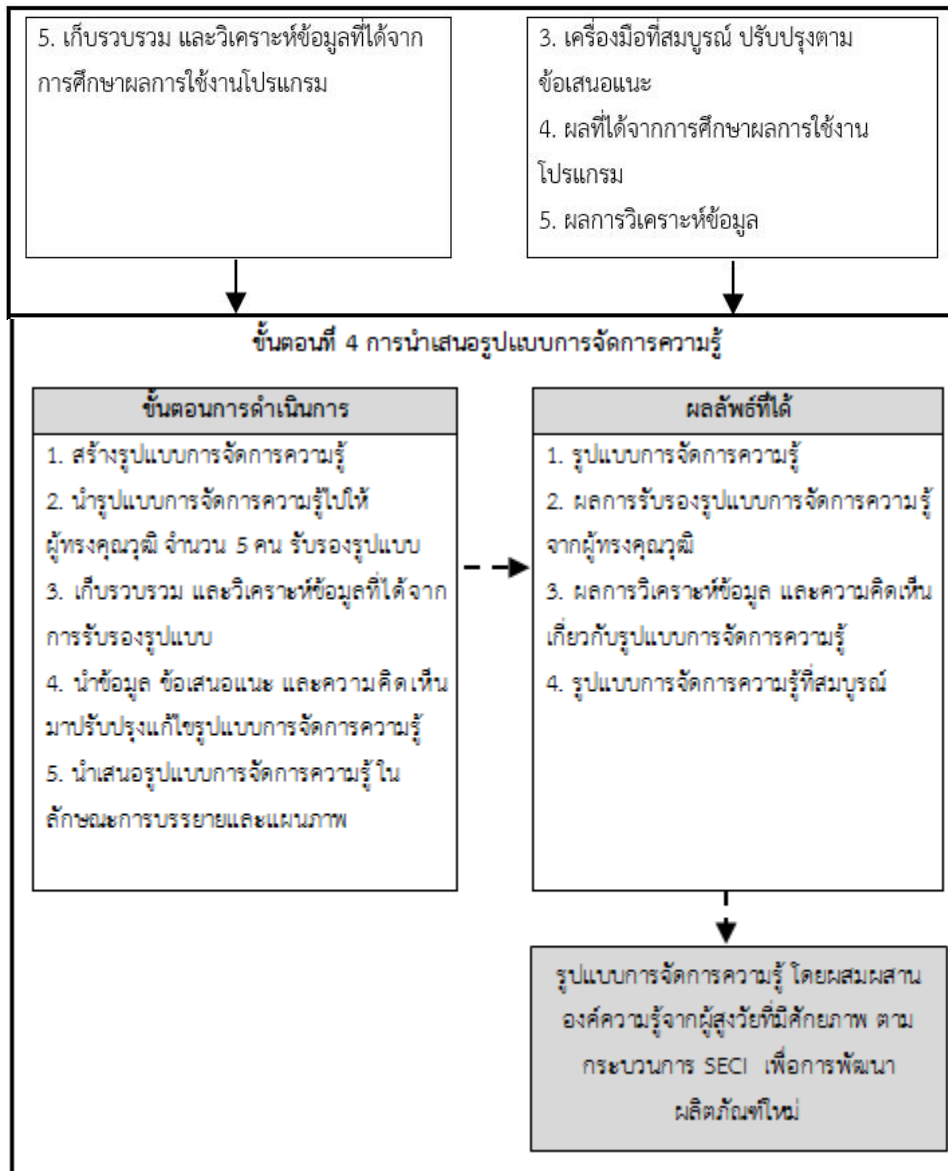 5. เก็บรวบรวม และวิเคราะห์ข้อมูลที่ได้จาก
การศึกษาผลการใช้งานโปรแกรม
3. เครื่องมือที่สมบูรณ์ ปรับปรุงตาม
ข้อเสนอแนะ
4. ผลที่ได้จากการศึกษาผลการใช้งาน
โปรแกรม
5. ผลการวิเคราะห์ข้อมูล
ขั้นตอนที่ 4 การนำเสนอรูปแบบการจัดการความรู้
ขั้นตอนการดำเนินการ
1. สร้างรูปแบบการจัดการความรู้
2. นำรูปแบบการจัดการความรู้ไปให้
ผู้ทรงคุณวุฒิ จำนวน 5 คน รับรองรูปแบบ
3. เก็บรวบรวม และวิเคราะห์ข้อมูลที่ได้จาก
การรับรองรูปแบบ
4. นำข้อมูล ข้อเสนอแนะ และความคิดเห็น
มาปรับปรุงแก้ไขรูปแบบการจัดการความรู้
5. นำเสนอรูปแบบการจัดการความรู้ ใน
ลักษณะการบรรยายและแผนภาพ
ผลลัพธ์ที่ได้
1. รูปแบบการจัดการความรู้
2. ผลการรับรองรูปแบบการจัดการความรู้
จากผู้ทรงคุณวุฒิ
3. ผลการวิเคราะห์ข้อมูล และความคิดเห็น
เกี่ยวกับรูปแบบการจัดการความรู้
4. รูปแบบการจัดการความรู้ที่สมบูรณ์
รูปแบบการจัดการความรู้ โดยผสมผสาน
องค์ความรู้จากผู้สูงวัยที่มีศักยภาพ ตาม
กระบวนการ SECI เพื่อการพัฒนา
ผลิตภัณฑ์ใหม่